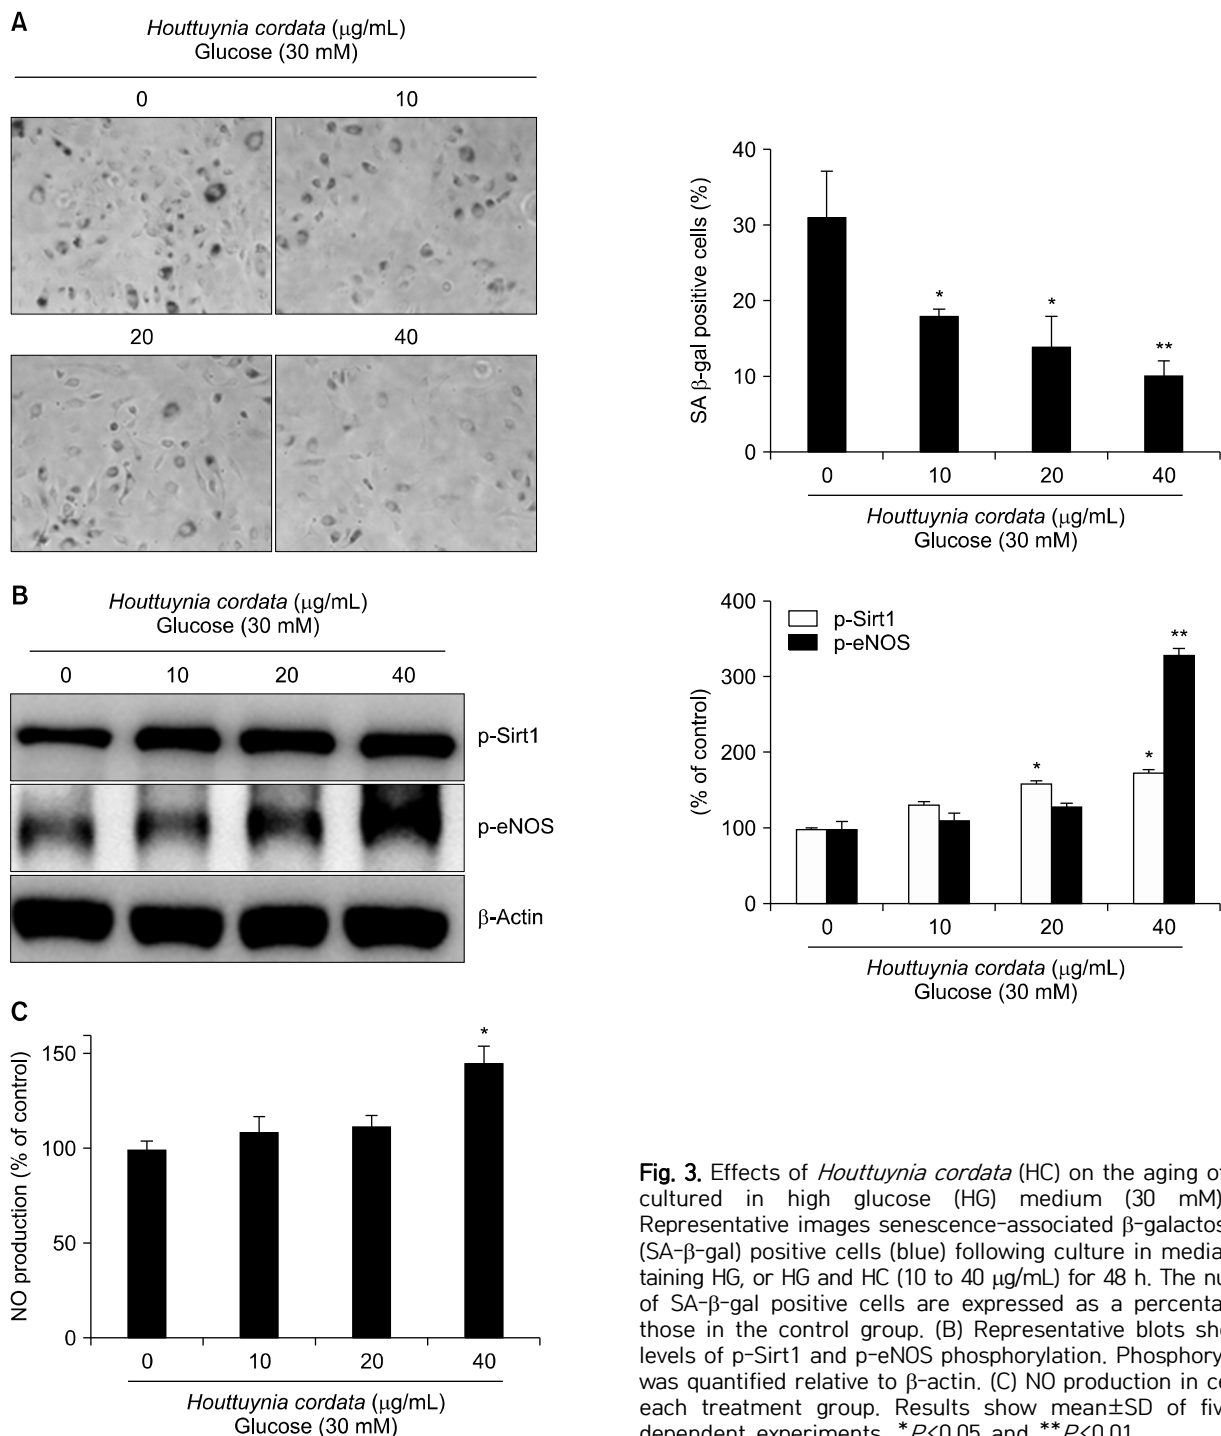 A
Houttuynia cordata (μg/mL)
Glucose (30 mM)
0 10
20 40
SA β-gal positive cells (%)
40
30
20
10
0
*
*
**
0 10 20 40
Houttuynia cordata (μg/mL)
Glucose (30 mM)
B
Houttuynia cordata (μg/mL)
Glucose (30 mM)
0 10 20 40
p-Sirt1
p-eNOS
β-Actin
(% of control)
400
300
200
100
0
p-Sirt1
p-eNOS
*
*
**
0 10 20 40
Houttuynia cordata (μg/mL)
Glucose (30 mM)
C
NO production (% of control)
150
100
50
0
*
0 10 20 40
Houttuynia cordata (μg/mL)
Glucose (30 mM)
Fig. 3. Effects of Houttuynia cordata (HC) on the aging of
cultured in high glucose (HG) medium (30 mM)
Representative images senescence-associated β-galactos
(SA-β-gal) positive cells (blue) following culture in media
taining HG, or HG and HC (10 to 40 μg/mL) for 48 h. The nu
of SA-β-gal positive cells are expressed as a percenta
those in the control group. (B) Representative blots sho
levels of p-Sirt1 and p-eNOS phosphorylation. Phosphory
was quantified relative to β-actin. (C) NO production in ce
each treatment group. Results show mean±SD of fiv
dependent experiments. *P<0.05 and **P<0.01